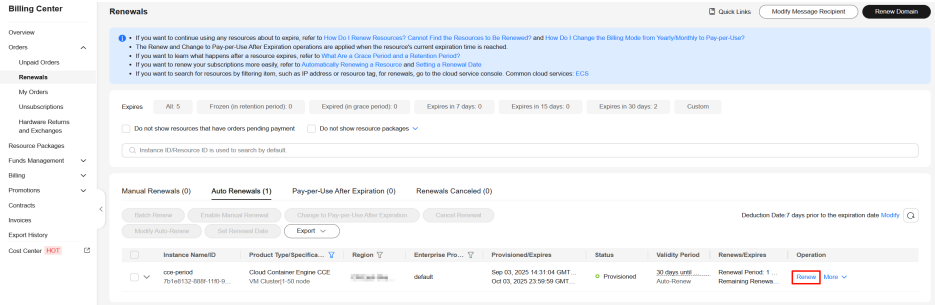 Billing Center
Overview
Orders
Unpaid Orders
Renewals
My Orders
Unsubscriptions
Hardware Returns
and Exchanges
Resource Packages
Funds Management
Billing
Promotions
Contracts
Invoices
Export History
Cost Center HOT
Renewals
Quick Links
Modify Message Recipient
Renew Domain
• If you want to continue using any resources about to expire, refer to How Do I Renew Resources? Cannot Find the Resources to Be Renewed? and How Do I Change the Billing Mode from Yearly/Monthly to Pay-per-Use?
• The Renew and Change to Pay-per-Use After Expiration operations are applied when the resource's current expiration time is reached.
• If you want to learn what happens after a resource expires, refer to What Are a Grace Period and a Retention Period?
• If you want to renew your subscriptions more easily, refer to Automatically Renewing a Resource and Setting a Renewal Date
• If you want to search for resources by filtering item, such as IP address or resource tag, for renewals, go to the cloud service console. Common cloud services: ECS
Expires All: 5 Frozen (in retention period): 0 Expired (in grace period): 0 Expires in 7 days: 0 Expires in 15 days: 0 Expires in 30 days: 2 Custom
Do not show resources that have orders pending payment Do not show resource packages
Instance ID/Resource ID is used to search by default.
Manual Renewals (0) Auto Renewals (1) Pay-per-Use After Expiration (0) Renewals Canceled (0)
Batch Renew Enable Manual Renewal Change to Pay-per-Use After Expiration Cancel Renewal
Deduction Date:7 days prior to the expiration date Modify
Modify Auto-Renew Set Renewal Date Export
Instance Name/ID Product Type/Specifica... Region Enterprise Pro... Provisioned/Expires Status Validity Period Renews/Expires Operation
cce-period Cloud Container Engine CCE default Sep 03, 2025 14:31:04 GMT... Provisioned 30 days until ... Renewal Period: 1 ... Renew More
7b1e8132-888f-11f0-9... VM Cluster|1-50 node Oct 03, 2025 23:59:59 GMT... Auto-Renew Remaining Renewa...